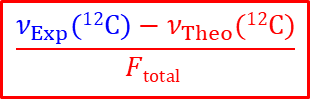 ν_Exp(¹²C) − ν_Theo(¹²C)
F_total